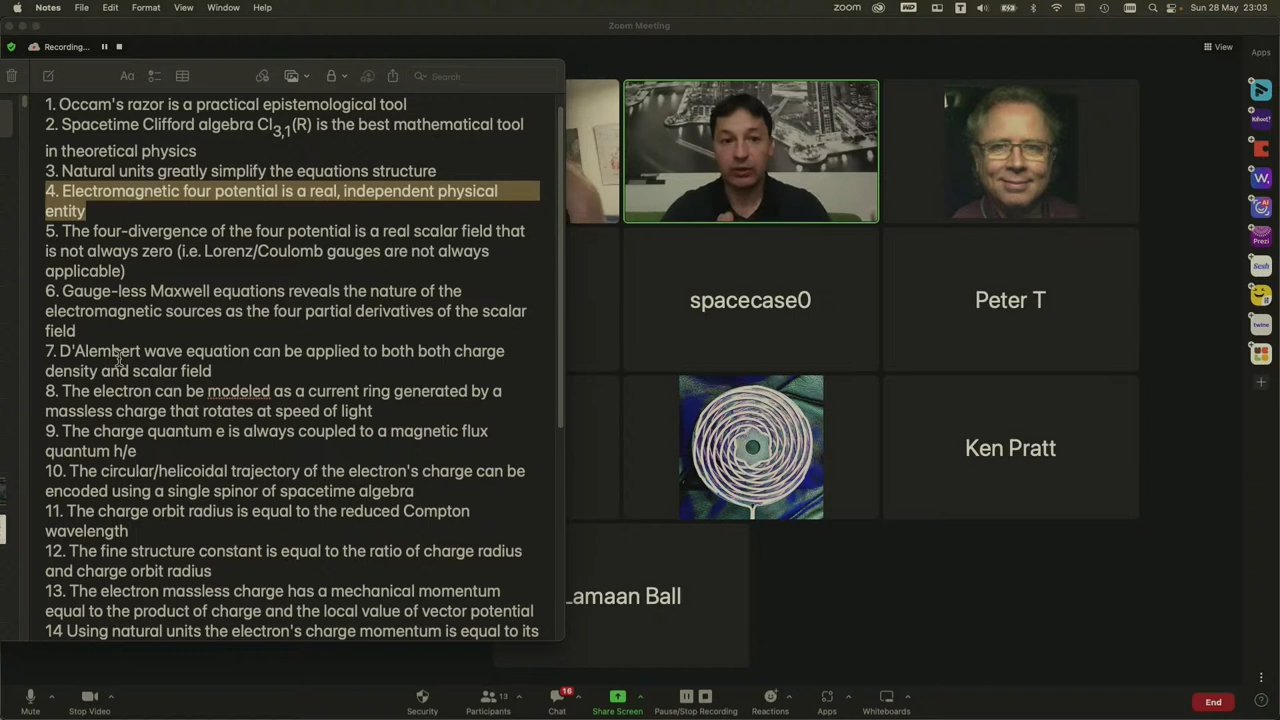 Notes File Edit Format View Window Help
zoom
Sun 28 May 23:03
Zoom Meeting
Recording...
View
Apps
Aa
Search
1. Occam's razor is a practical epistemological tool
2. Spacetime Clifford algebra Cl3,1(R) is the best mathematical tool
in theoretical physics
3. Natural units greatly simplify the equations structure
4. Electromagnetic four potential is a real, independent physical
entity
5. The four-divergence of the four potential is a real scalar field that
is not always zero (i.e. Lorenz/Coulomb gauges are not always
applicable)
6. Gauge-less Maxwell equations reveals the nature of the
electromagnetic sources as the four partial derivatives of the scalar
field
7. D'Alembert wave equation can be applied to both both charge
density and scalar field
8. The electron can be modeled as a current ring generated by a
massless charge that rotates at speed of light
9. The charge quantum e is always coupled to a magnetic flux
quantum h/e
10. The circular/helicoidal trajectory of the electron's charge can be
encoded using a single spinor of spacetime algebra
11. The charge orbit radius is equal to the reduced Compton
wavelength
12. The fine structure constant is equal to the ratio of charge radius
and charge orbit radius
13. The electron massless charge has a mechanical momentum
equal to the product of charge and the local value of vector potential
14 Using natural units the electron's charge momentum is equal to its
spacecase0
Peter T
Ken Pratt
Lamaan Ball
Kahoot!
Prezi
Sesh
twine
Mute
Stop Video
Security
Participants
13
Chat
16
Share Screen
Pause/Stop Recording
Reactions
Apps
Whiteboards
End